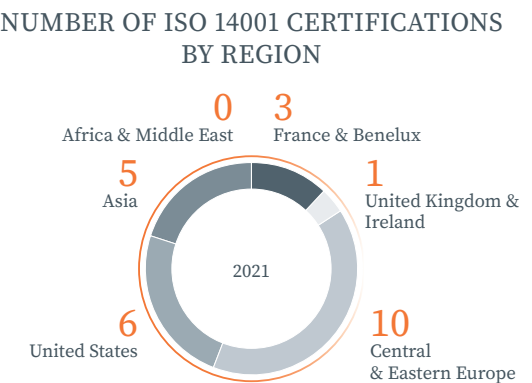 NUMBER OF ISO 14001 CERTIFICATIONS
BY REGION
0
Africa & Middle East
3
France & Benelux
5
Asia
1
United Kingdom &
Ireland
2021
6
United States
10
Central
& Eastern Europe